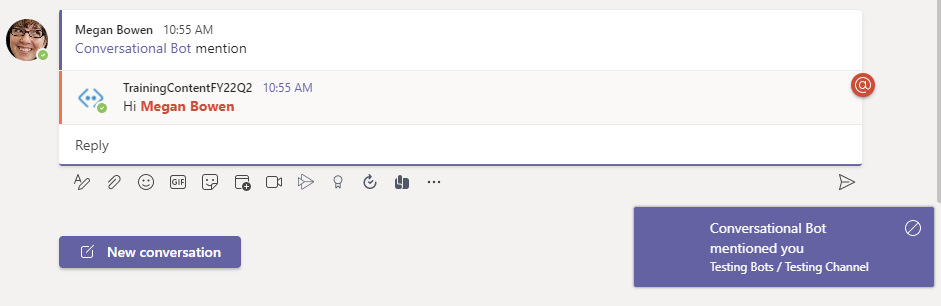 Megan Bowen 10:55 AM
Conversational Bot mention
TrainingContentFY22Q2 10:55 AM
Hi Megan Bowen
@
Reply
GIF
New conversation
Conversational Bot
mentioned you
Testing Bots / Testing Channel